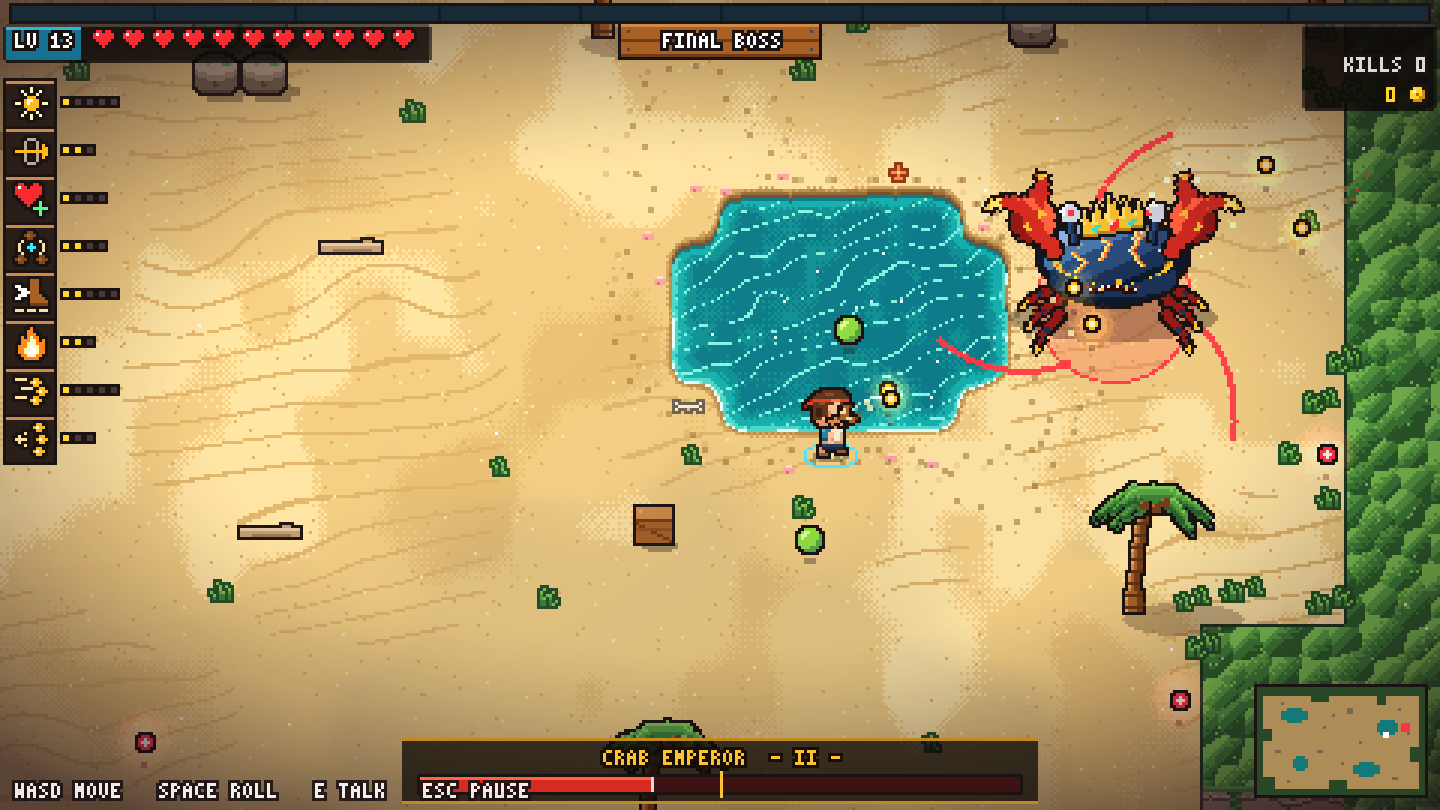 LV 13
FINAL BOSS
KILLS 0
0
CRAB EMPEROR - II -
WASD MOVE SPACE ROLL E TALK ESC PAUSE